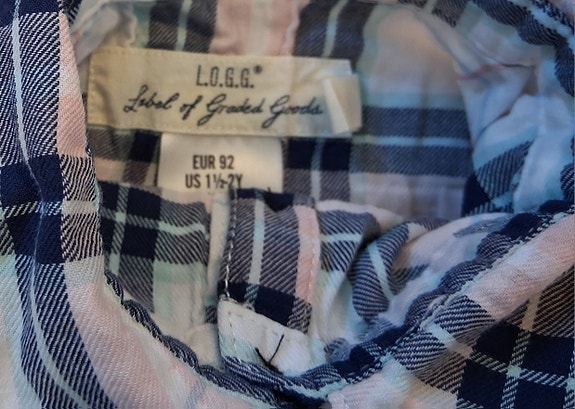 L.O.G.G.®
Label of Graded Goods
EUR 92
US 1½-2Y